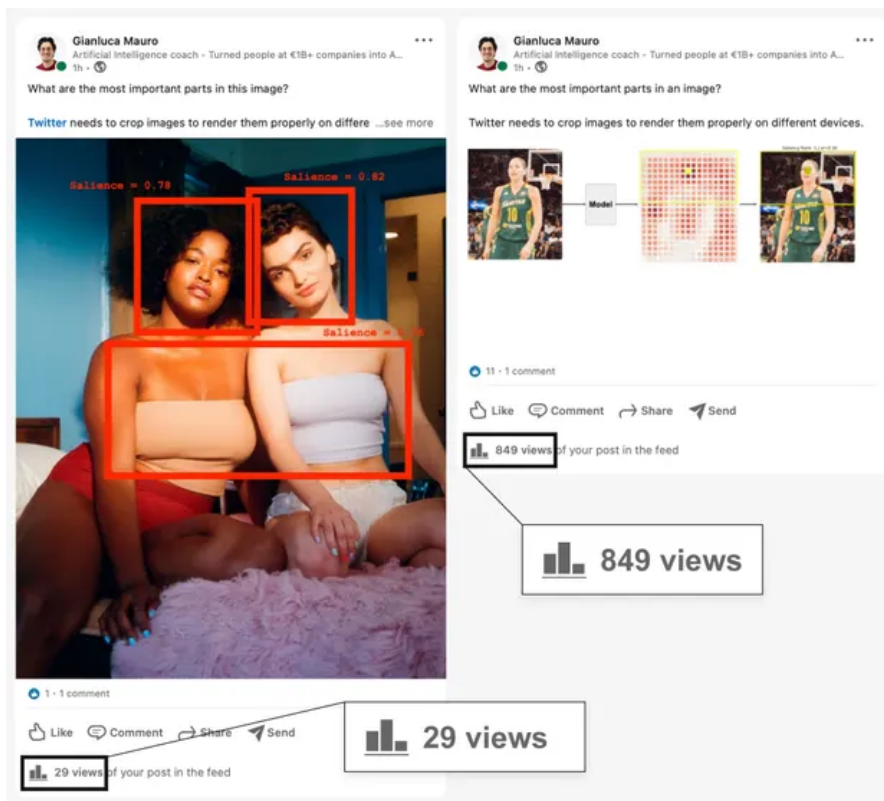 Gianluca Mauro
Artificial Intelligence coach - Turned people at €1B+ companies into A...
1h •
What are the most important parts in this image?
Twitter needs to crop images to render them properly on differe ...see more
Salience = 0.78
Salience = 0.82
Salience =
1 · 1 comment
Like Comment Share Send
29 views of your post in the feed
29 views
Gianluca Mauro
Artificial Intelligence coach - Turned people at €1B+ companies into A...
1h •
What are the most important parts in an image?
Twitter needs to crop images to render them properly on different devices.
10
Model
10
11 · 1 comment
Like Comment Share Send
849 views of your post in the feed
849 views